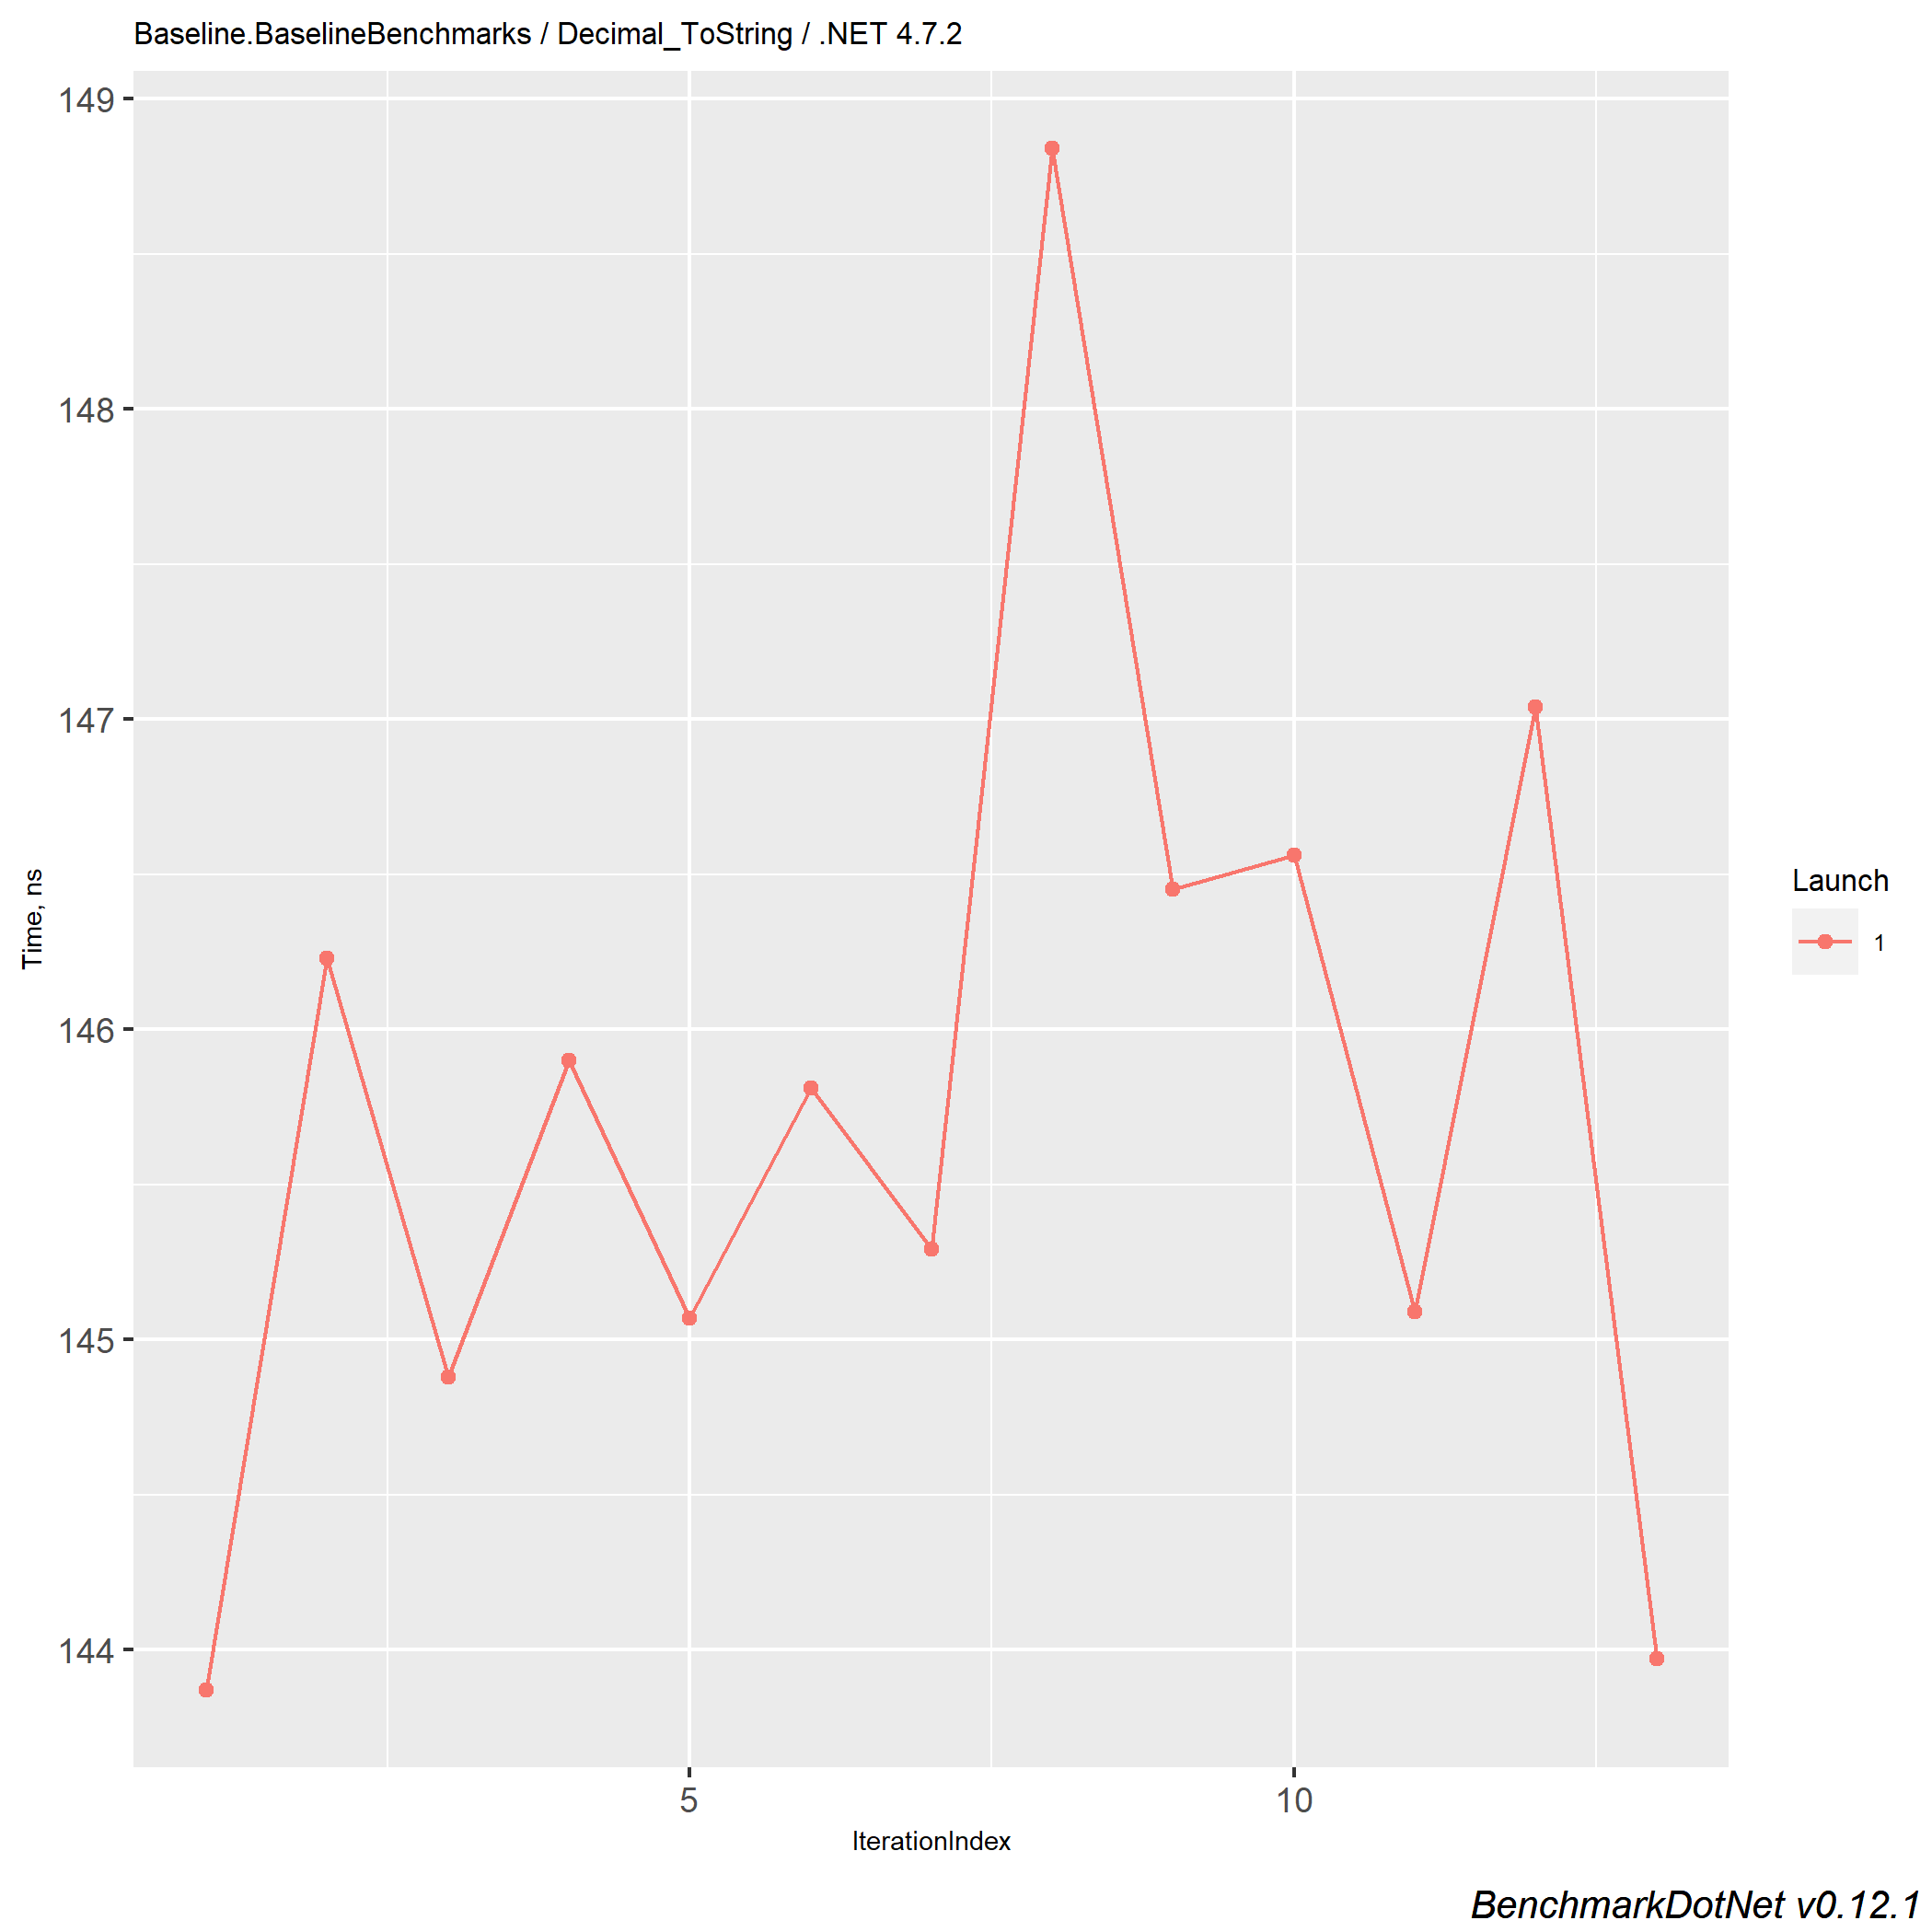 Baseline.BaselineBenchmarks / Decimal_ToString / .NET 4.7.2
149
148
147
146
145
144
Time, ns
5
10
IterationIndex
Launch
1
BenchmarkDotNet v0.12.1